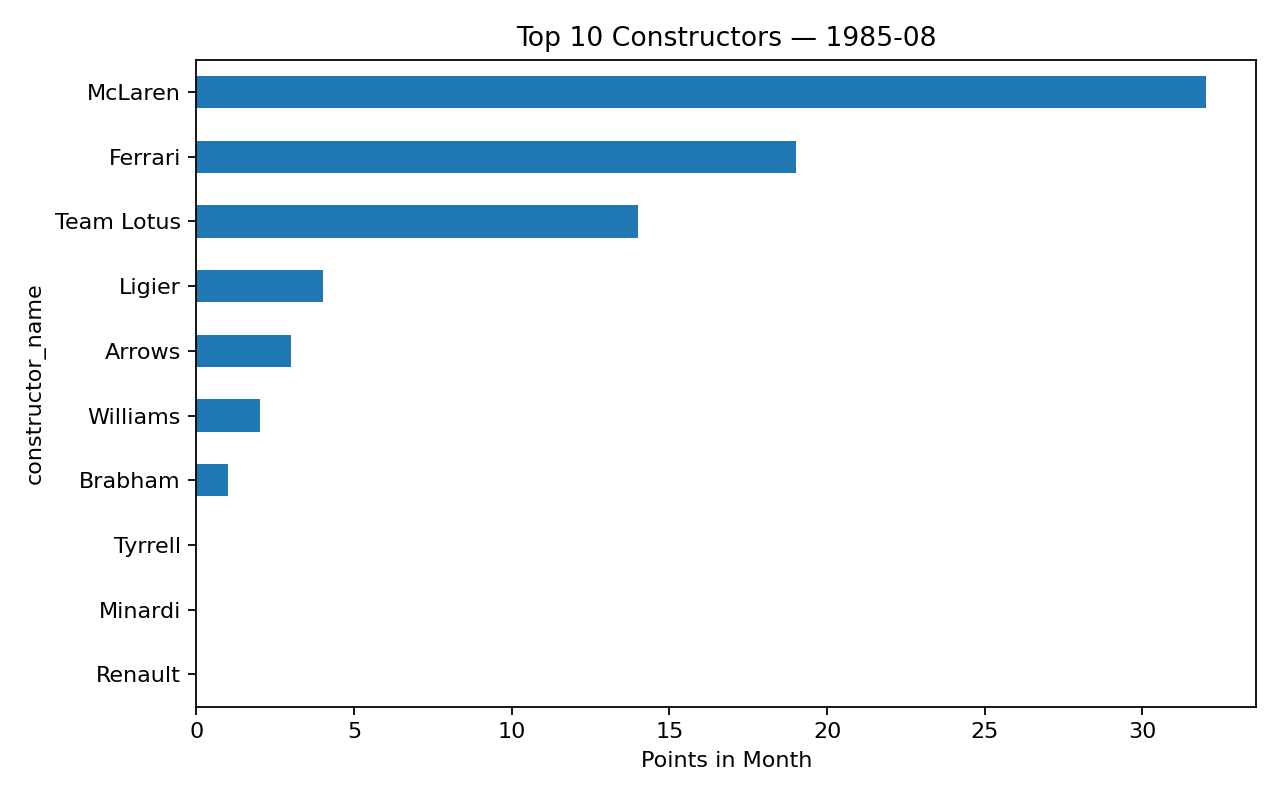 Top 10 Constructors — 1985-08
constructor_name
McLaren
Ferrari
Team Lotus
Ligier
Arrows
Williams
Brabham
Tyrrell
Minardi
Renault
0 5 10 15 20 25 30
Points in Month